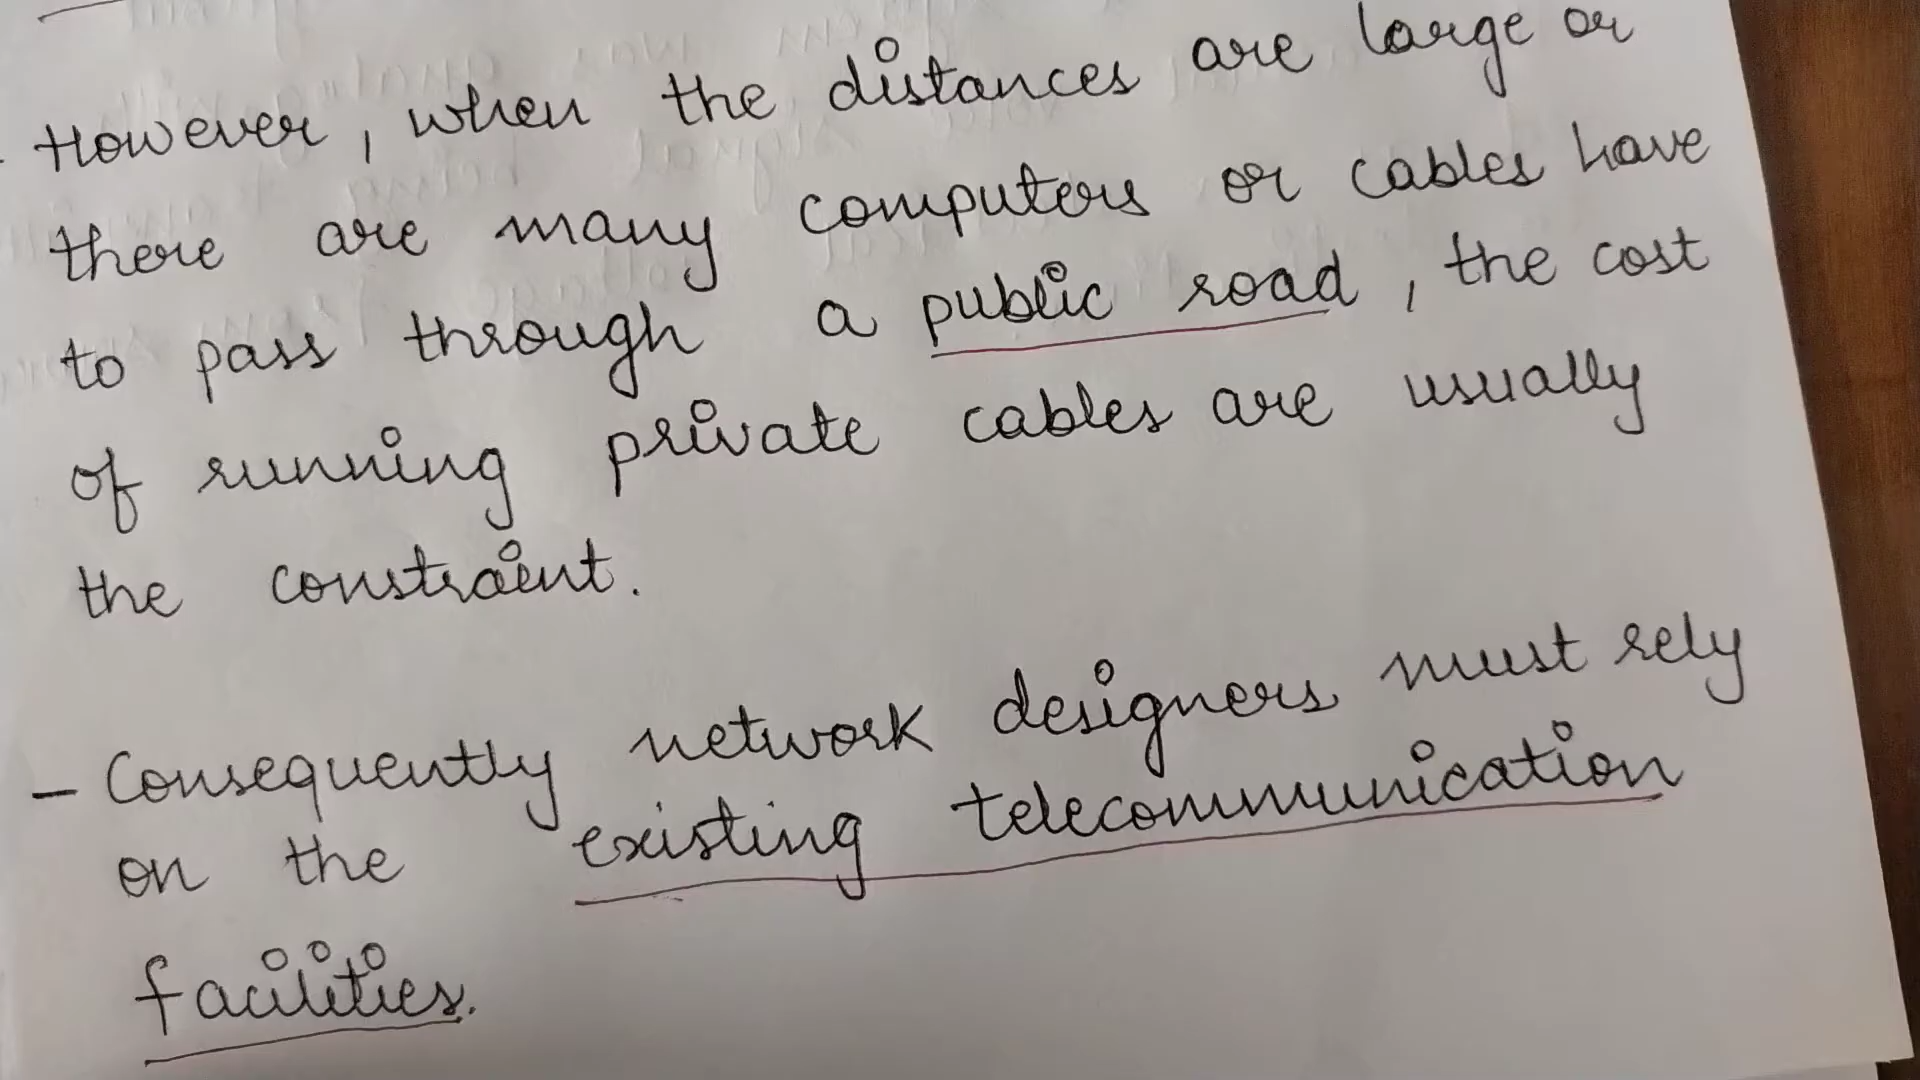 - However, when the distances are large or
there are many computers or cables have
to pass through a public road, the cost
of running private cables are usually
the constraint.
- Consequently network designers must rely
on the existing telecommunication
facilities.